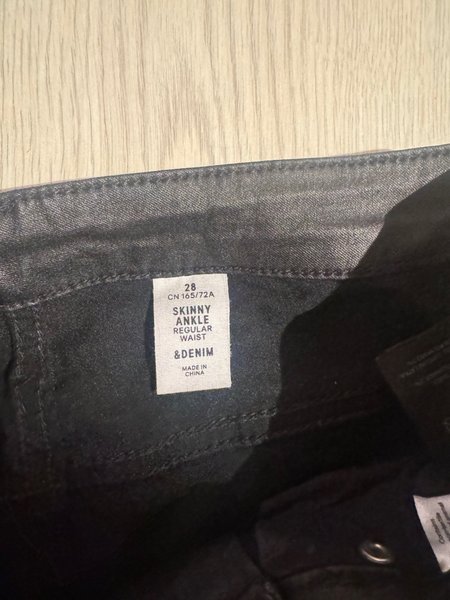 28
CN 165/72A
SKINNY
ANKLE
REGULAR
WAIST
&DENIM
MADE IN
CHINA